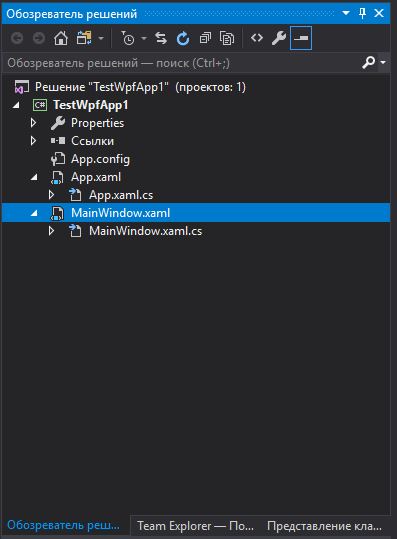 Обозреватель решений
Обозреватель решений — поиск (Ctrl+;)
Решение "TestWpfApp1" (проектов: 1)
C# TestWpfApp1
Properties
Ссылки
App.config
App.xaml
App.xaml.cs
MainWindow.xaml
MainWindow.xaml.cs
Обозреватель реш... Team Explorer — По... Представление кла...